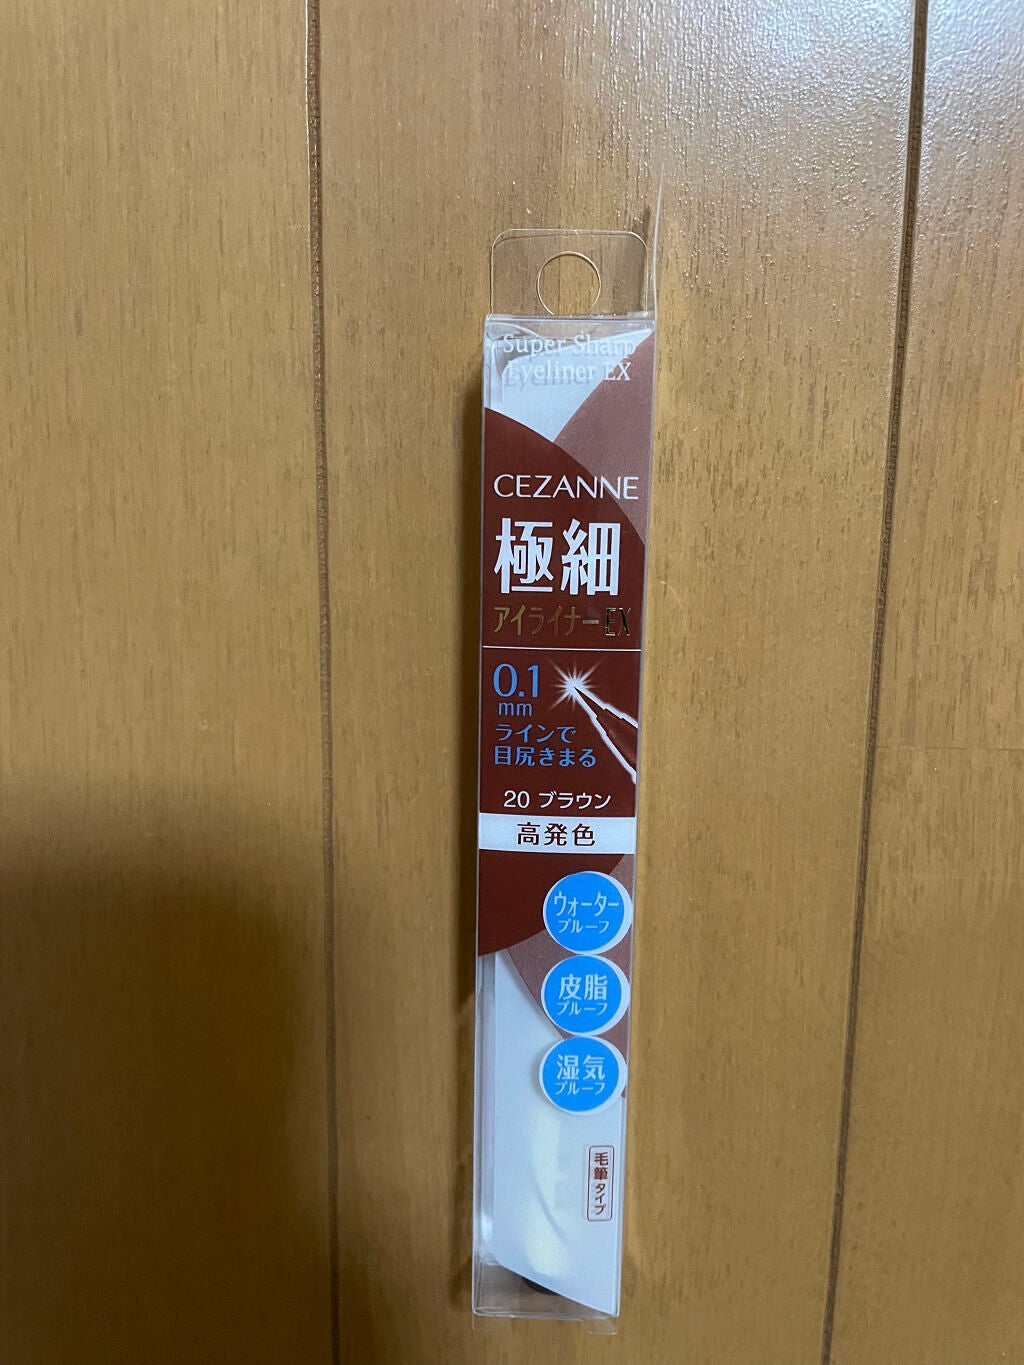 Super Sharp
Eyeliner EX
CEZANNE
極細
アイライナーEX
0.1
mm
ラインで
目尻きまる
20 ブラウン
高発色
ウォーター
プルーフ
皮脂
プルーフ
湿気
プルーフ
毛筆タイプ